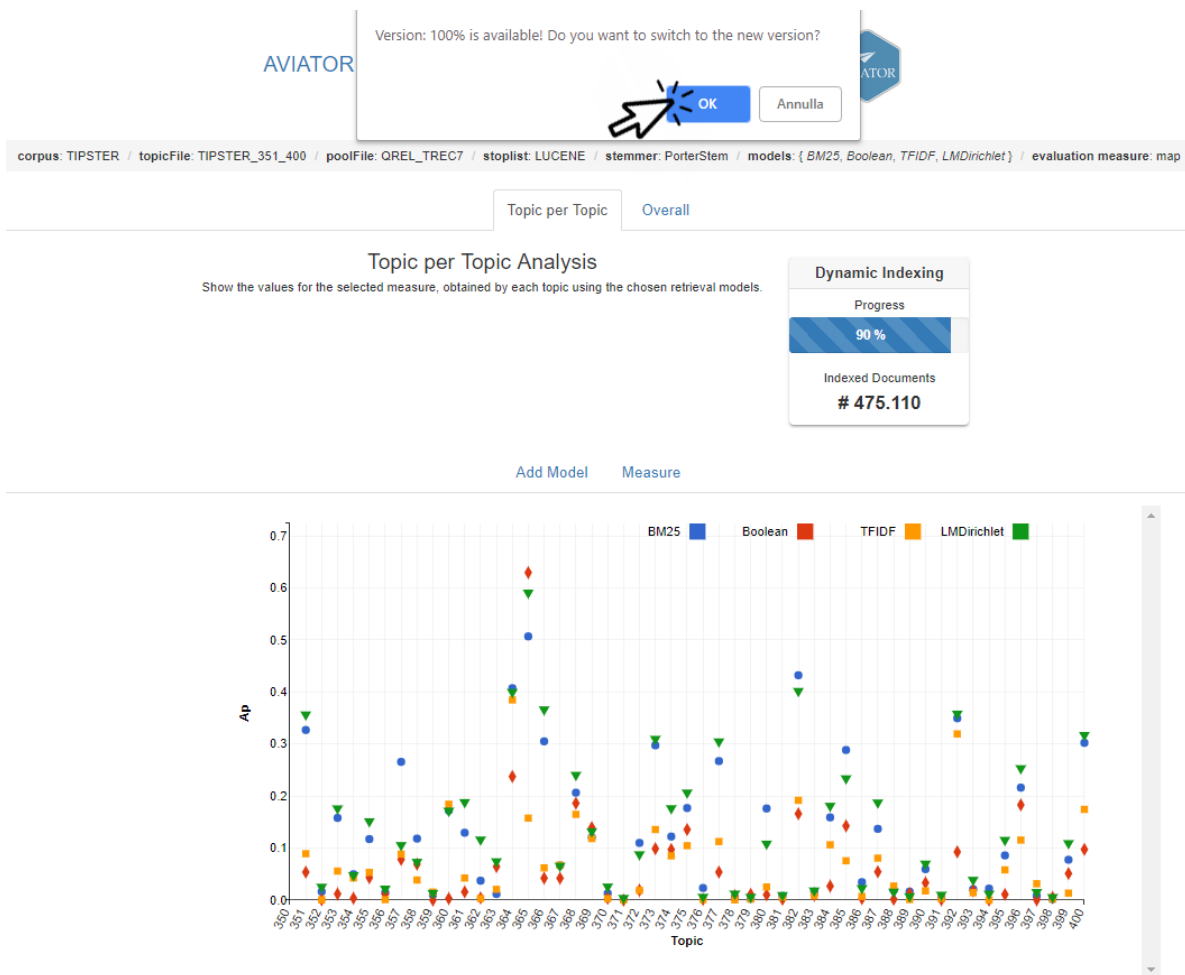 Version: 100% is available! Do you want to switch to the new version?
AVIATOR
ATOR
OK
Annulla
corpus: TIPSTER / topicFile: TIPSTER_351_400 / poolFile: QREL_TREC7 / stoplist: LUCENE / stemmer: PorterStem / models: { BM25, Boolean, TFIDF, LMDirichlet } / evaluation measure: map
Topic per Topic
Overall
Topic per Topic Analysis
Show the values for the selected measure, obtained by each topic using the chosen retrieval models.
Dynamic Indexing
Progress
90 %
Indexed Documents
# 475.110
Add Model
Measure
BM25
Boolean
TFIDF
LMDirichlet
0.7
0.6
0.5
0.4
0.3
0.2
0.1
0.0
Ap
350
351
352
353
354
355
356
357
358
359
360
361
362
363
364
365
366
367
368
369
370
371
372
373
374
375
376
377
378
379
380
381
382
383
384
385
386
387
388
389
390
391
392
393
394
395
396
397
398
399
400
Topic